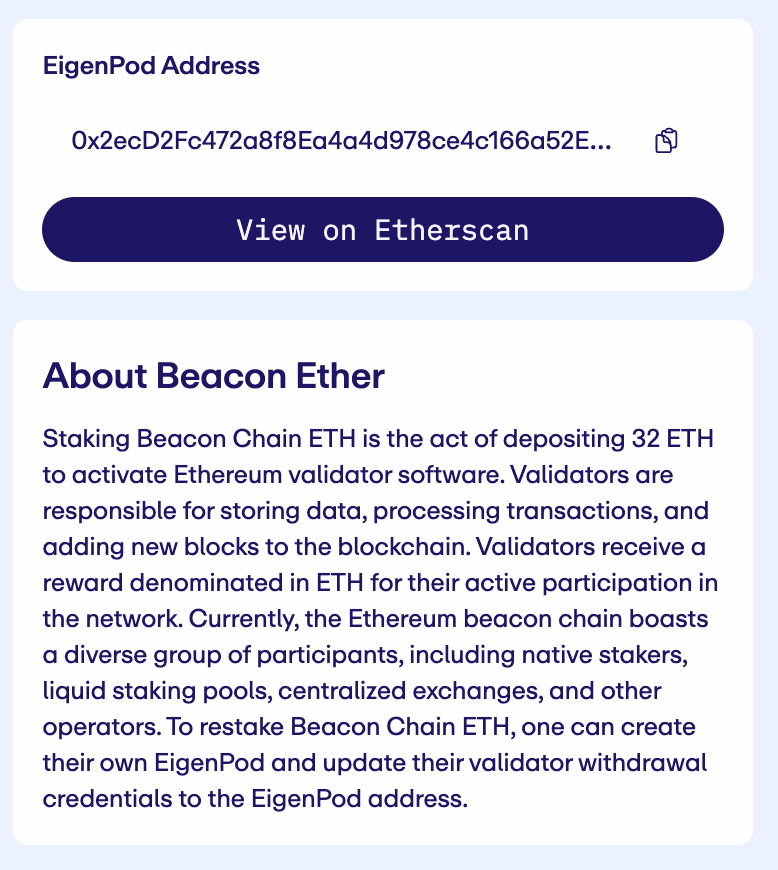 EigenPod Address
0x2ecD2Fc472a8f8Ea4a4d978ce4c166a52E...
View on Etherscan
About Beacon Ether
Staking Beacon Chain ETH is the act of depositing 32 ETH
to activate Ethereum validator software. Validators are
responsible for storing data, processing transactions, and
adding new blocks to the blockchain. Validators receive a
reward denominated in ETH for their active participation in
the network. Currently, the Ethereum beacon chain boasts
a diverse group of participants, including native stakers,
liquid staking pools, centralized exchanges, and other
operators. To restake Beacon Chain ETH, one can create
their own EigenPod and update their validator withdrawal
credentials to the EigenPod address.